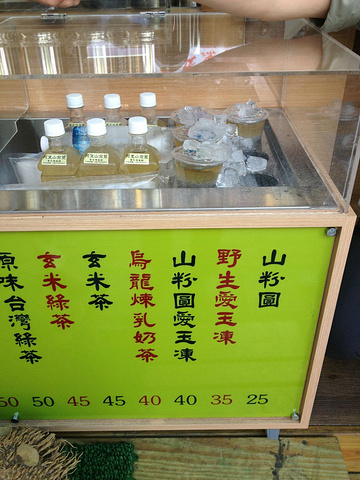 山粉圓 25
野生愛玉凍 35
山粉圓愛玉凍 40
烏龍煉乳奶茶 40
玄米茶 45
玄米綠茶 45
原味台灣綠茶 50
50